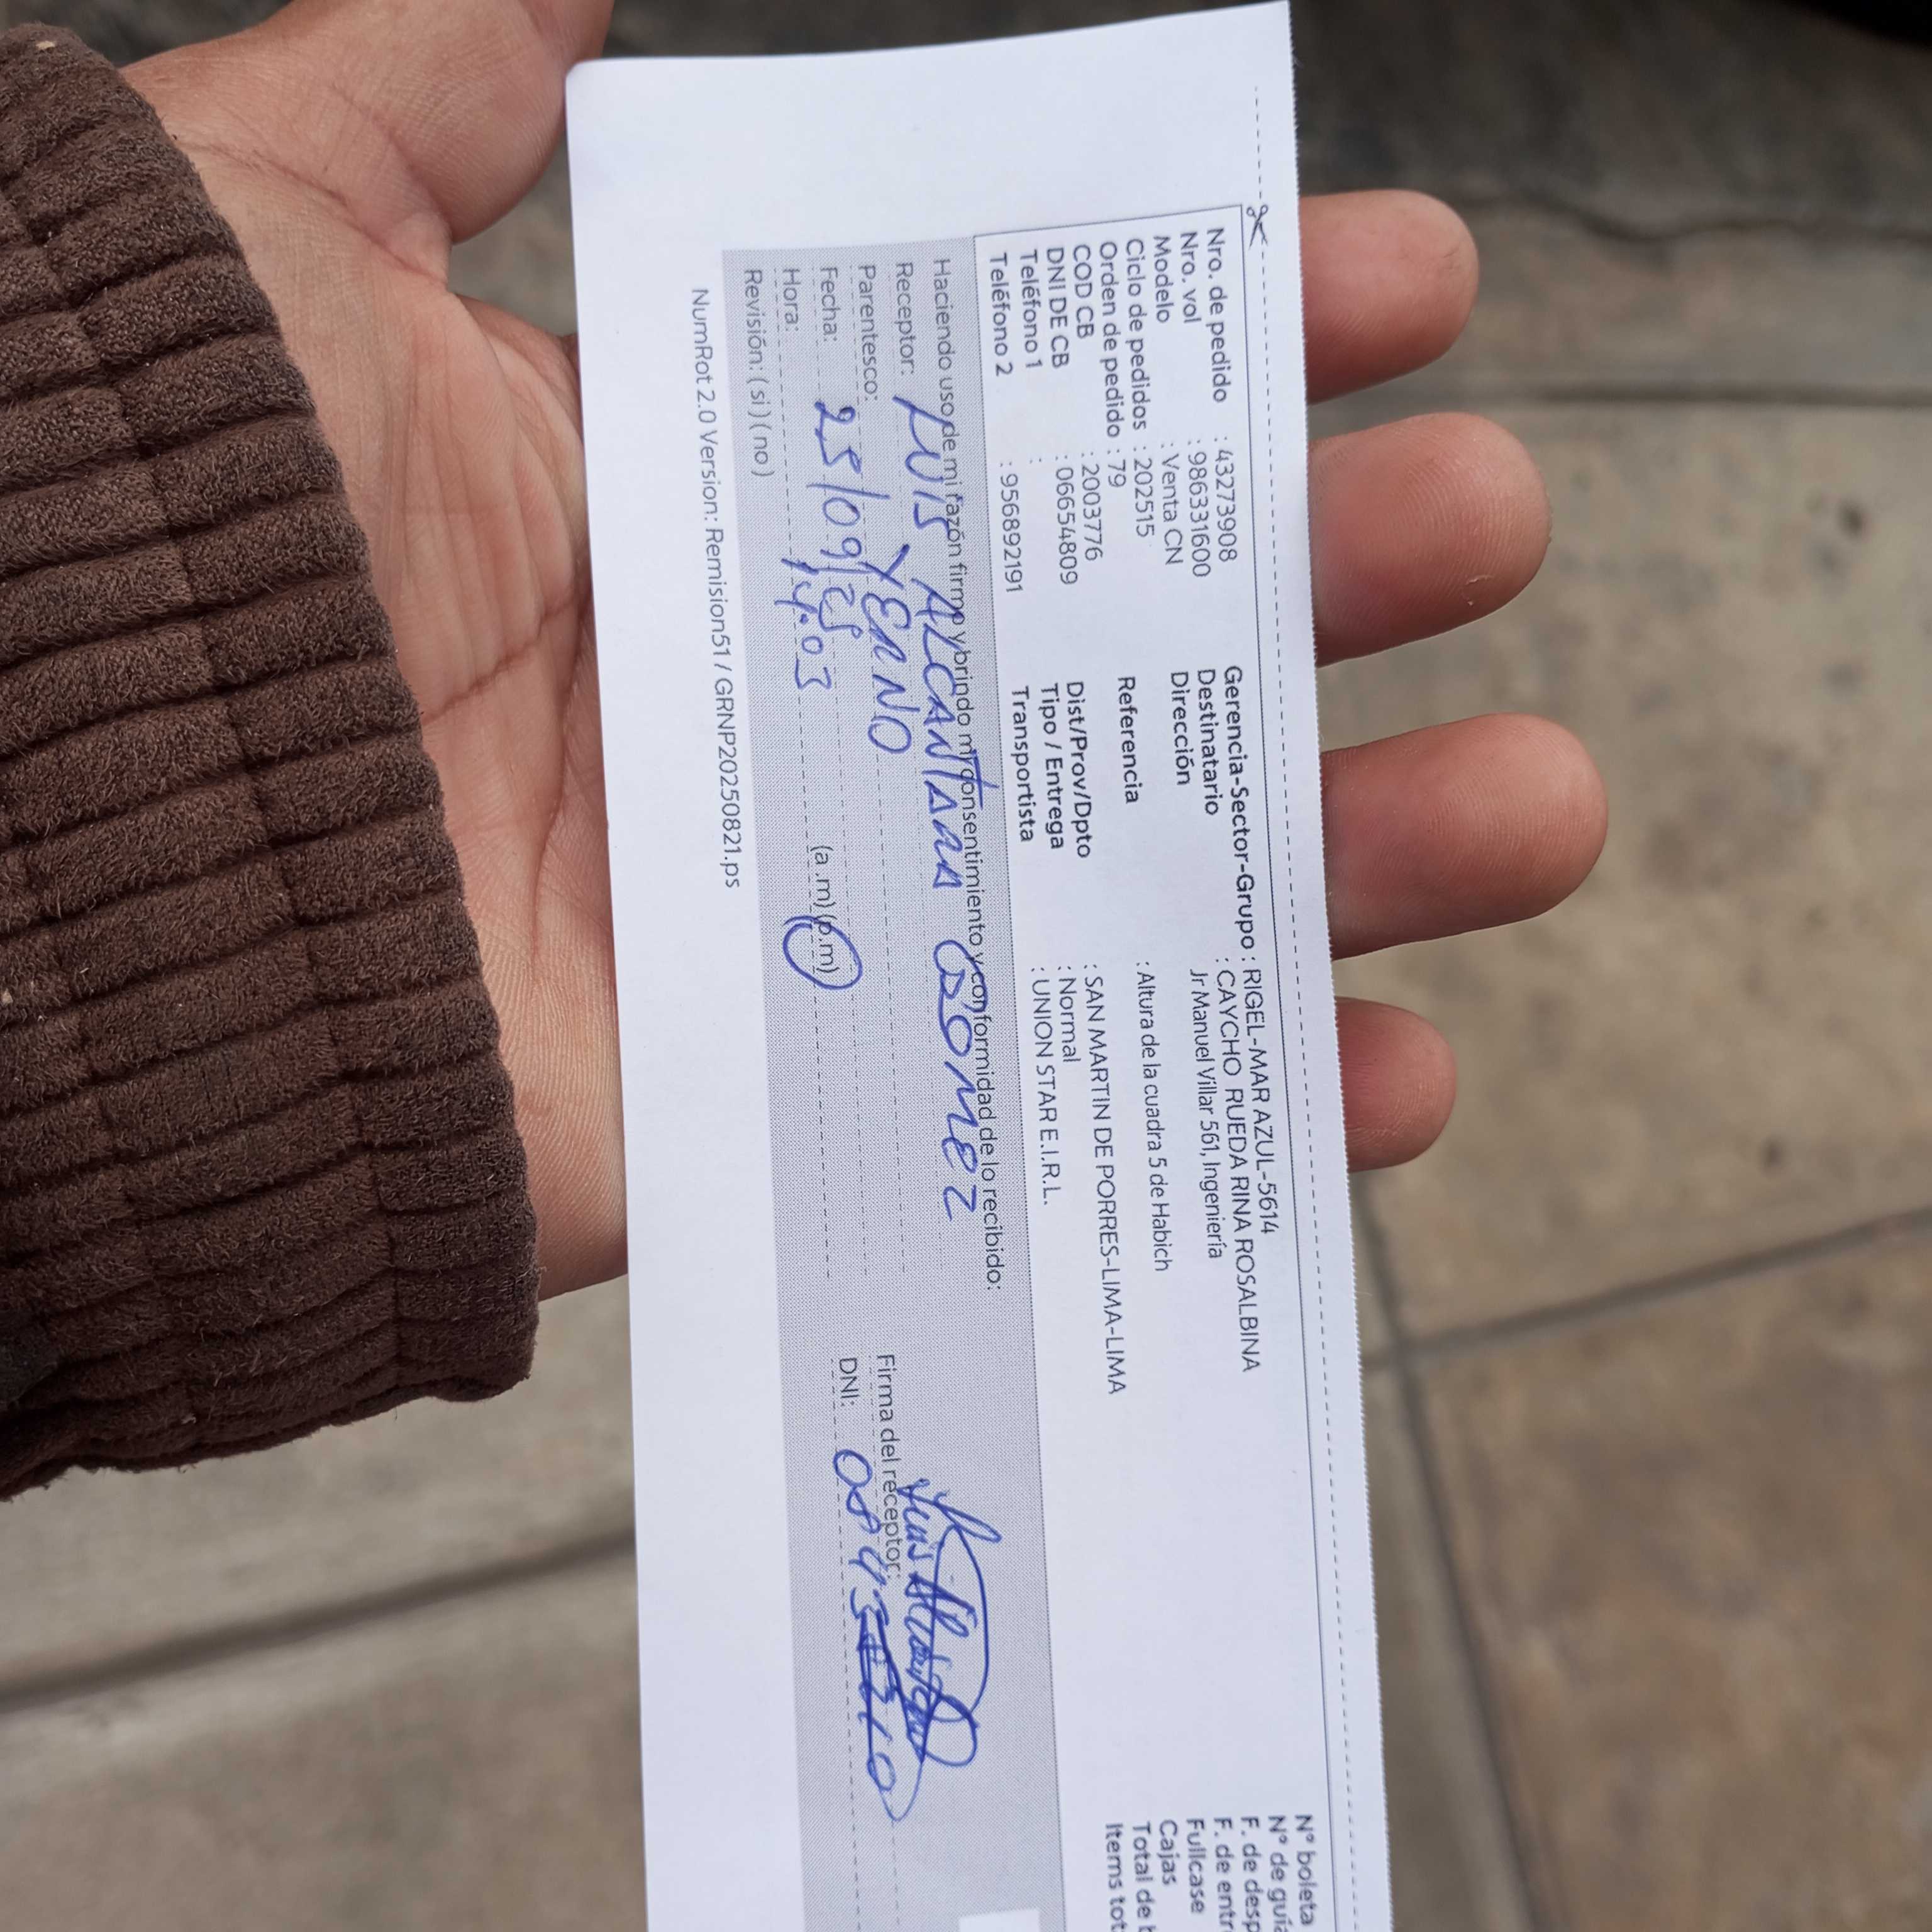 Nro. de pedido : 43273908
Nro. vol : 986331600
Modelo : Venta CN
Ciclo de pedidos : 202515
Orden de pedido : 79
COD CB : 2003776
DNI DE CB : 06654809
Teléfono 1 :
Teléfono 2 : 956892191
Gerencia-Sector-Grupo : RIGEL-MAR AZUL-5614
Destinatario : CAYCHO RUEDA RINA ROSALBINA
Dirección : Jr Manuel Villar 561, Ingeniería
Referencia : Altura de la cuadra 5 de Habich
Dist/Prov/Dpto : SAN MARTIN DE PORRES-LIMA-LIMA
Tipo / Entrega : Normal
Transportista : UNION STAR E.I.R.L.
N° boleta
N° de guía
F. de desp
F. de entr
Fullcase
Cajas
Total de b
Items tot
Haciendo uso de mi razón firmo y brindo mi consentimiento y conformidad de lo recibido:
Receptor: LUIS ALCANTARA GOMEZ
Parentesco: YERNO
Fecha: 25/09/25
Hora: 14:03 (a.m) (p.m)
Revisión: ( si ) ( no )
Firma del receptor:
DNI:
NumRot 2.0 Version: Remision51 / GRNP20250821.ps